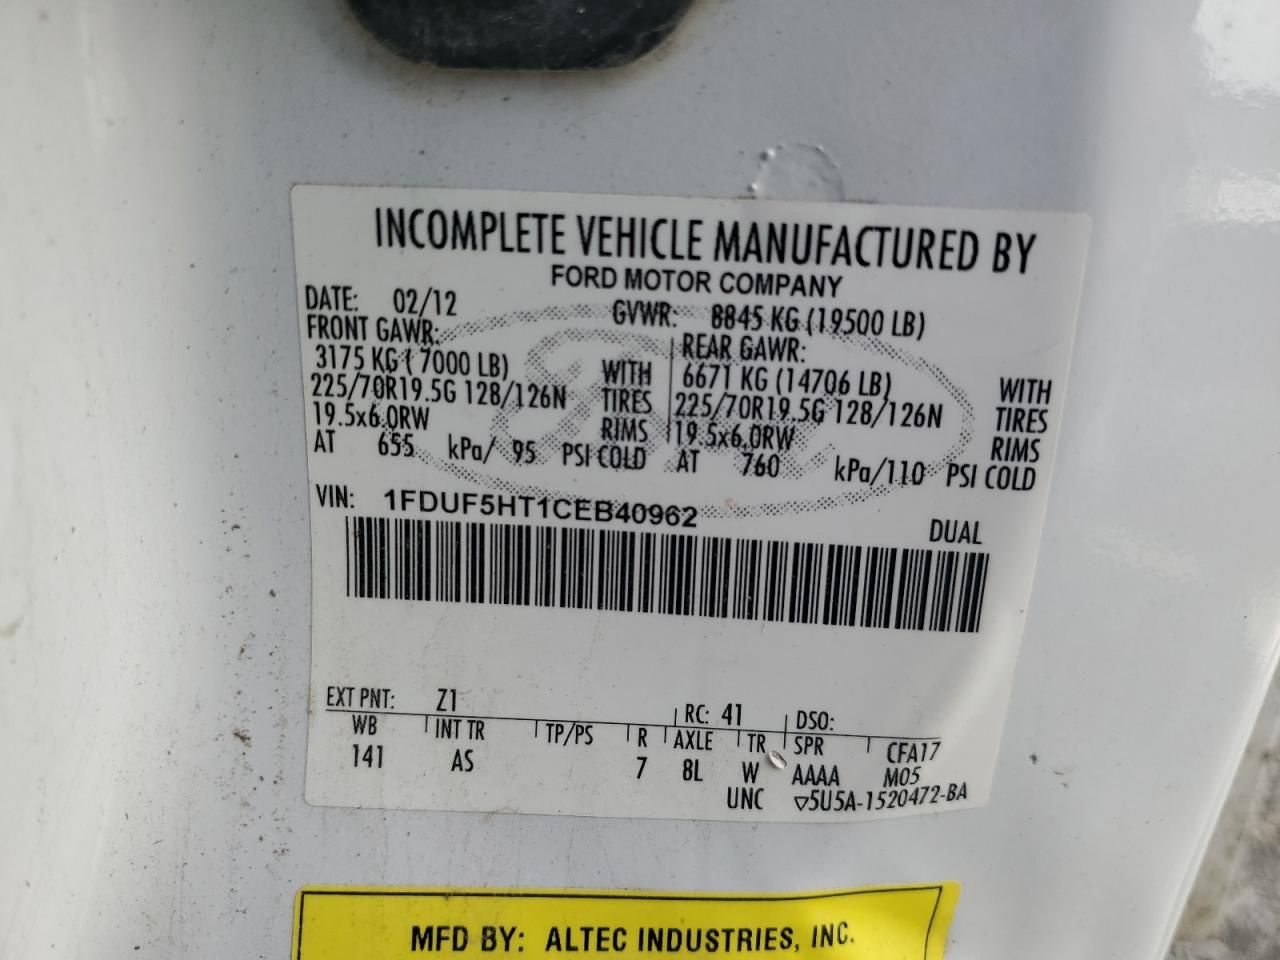 INCOMPLETE VEHICLE MANUFACTURED BY
FORD MOTOR COMPANY
DATE: 02/12 GVWR: 8845 KG (19500 LB)
FRONT GAWR: REAR GAWR:
3175 KG ( 7000 LB) WITH 6671 KG (14706 LB) WITH
225/70R19.5G 128/126N TIRES 225/70R19.5G 128/126N TIRES
19.5x6.0RW RIMS 19.5x6.0RW RIMS
AT 655 kPa/ 95 PSI COLD AT 760 kPa/110 PSI COLD
VIN: 1FDUF5HT1CEB40962
DUAL
EXT PNT: Z1 RC: 41 DSO:
WB INT TR TP/PS R AXLE TR SPR CFA17
141 AS 7 8L W AAAA M05
UNC ▽5U5A-1520472-BA
MFD BY: ALTEC INDUSTRIES, INC.